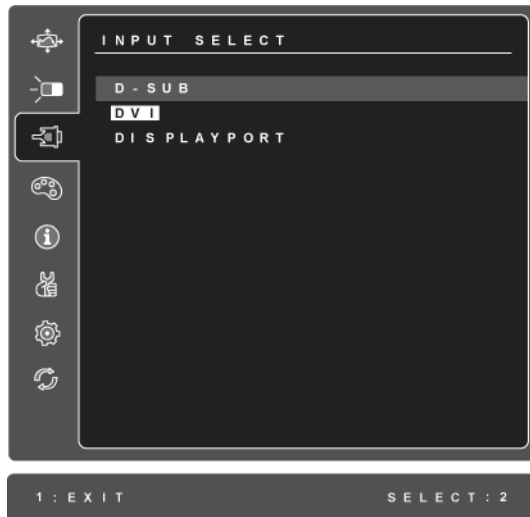 INPUT SELECT
D-SUB
DVI
DISPLAYPORT
1:EXIT SELECT:2